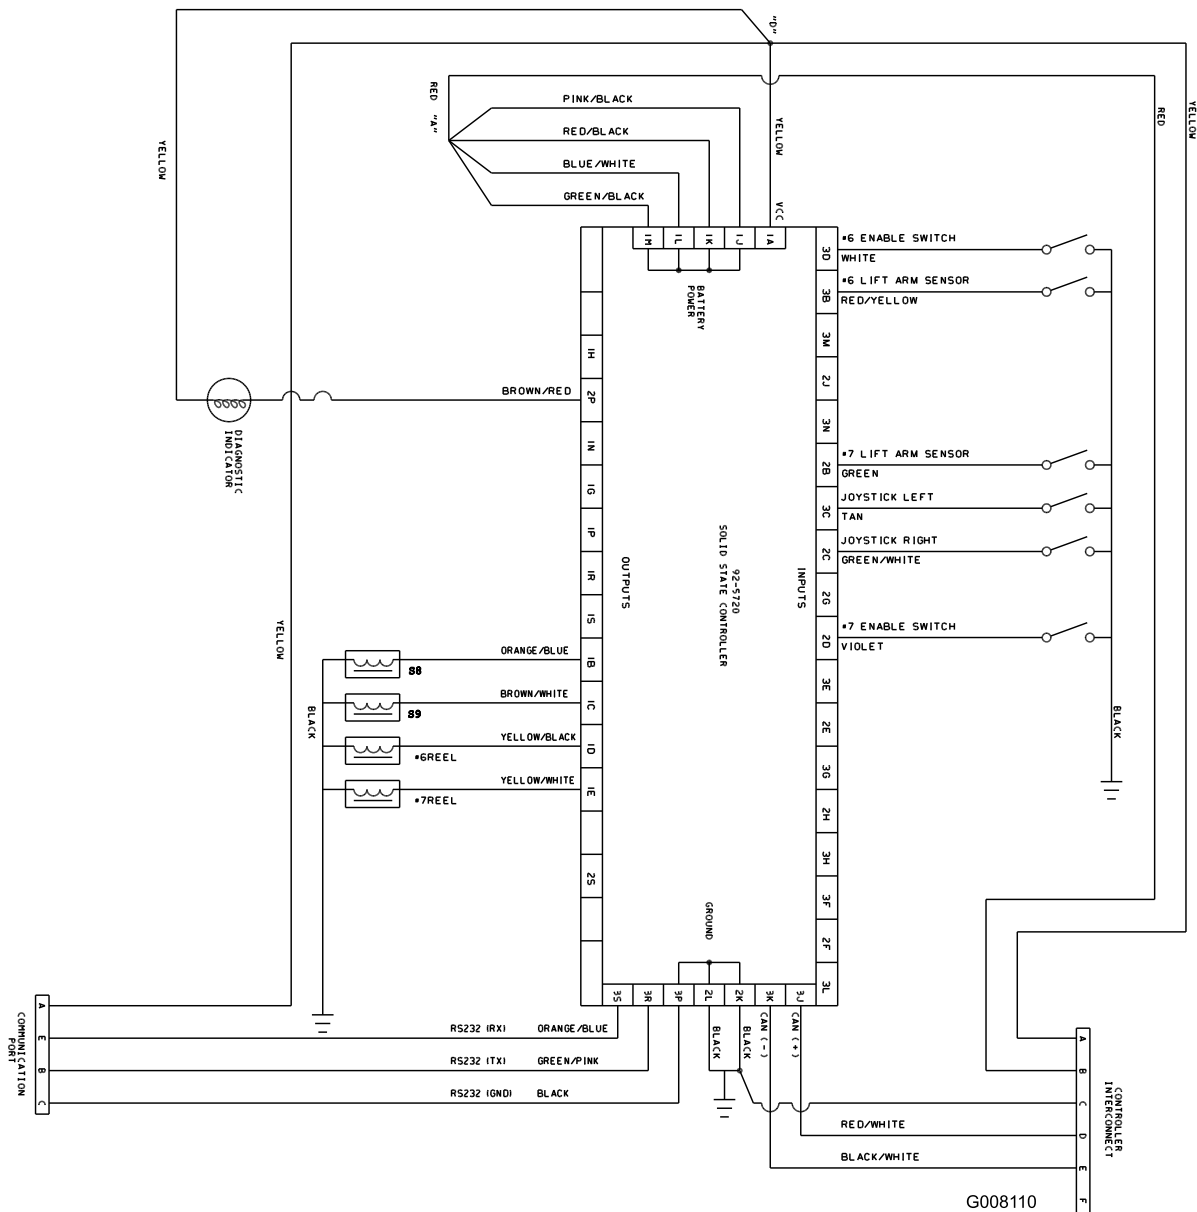 "D"
RED "A"
PINK/BLACK
RED/BLACK
BLUE/WHITE
GREEN/BLACK
YELLOW
YELLOW
VCC
RED
YELLOW
1M
1L
1K
1J
1A
BATTERY
POWER
3D
3B
3M
2J
3N
2B
3C
2C
2G
2D
3E
2E
3G
2H
3H
3F
2F
3L
#6 ENABLE SWITCH
WHITE
#6 LIFT ARM SENSOR
RED/YELLOW
#7 LIFT ARM SENSOR
GREEN
JOYSTICK LEFT
TAN
JOYSTICK RIGHT
GREEN/WHITE
#7 ENABLE SWITCH
VIOLET
BLACK
1H
2P
1N
1G
1P
1R
1S
1B
1C
1D
1E
2S
BROWN/RED
DIAGNOSTIC
INDICATOR
OUTPUTS
92-5720
SOLID STATE CONTROLLER
INPUTS
YELLOW
ORANGE/BLUE
S8
BROWN/WHITE
S9
YELLOW/BLACK
#6REEL
YELLOW/WHITE
#7REEL
BLACK
GROUND
3S
3R
3P
2L
2K
3K
3J
BLACK
BLACK
CAN (-)
CAN (+)
RS232 (RX) ORANGE/BLUE
RS232 (TX) GREEN/PINK
RS232 (GND) BLACK
A
E
B
C
COMMUNICATION
PORT
RED/WHITE
BLACK/WHITE
A
B
C
D
E
F
CONTROLLER
INTERCONNECT
G008110